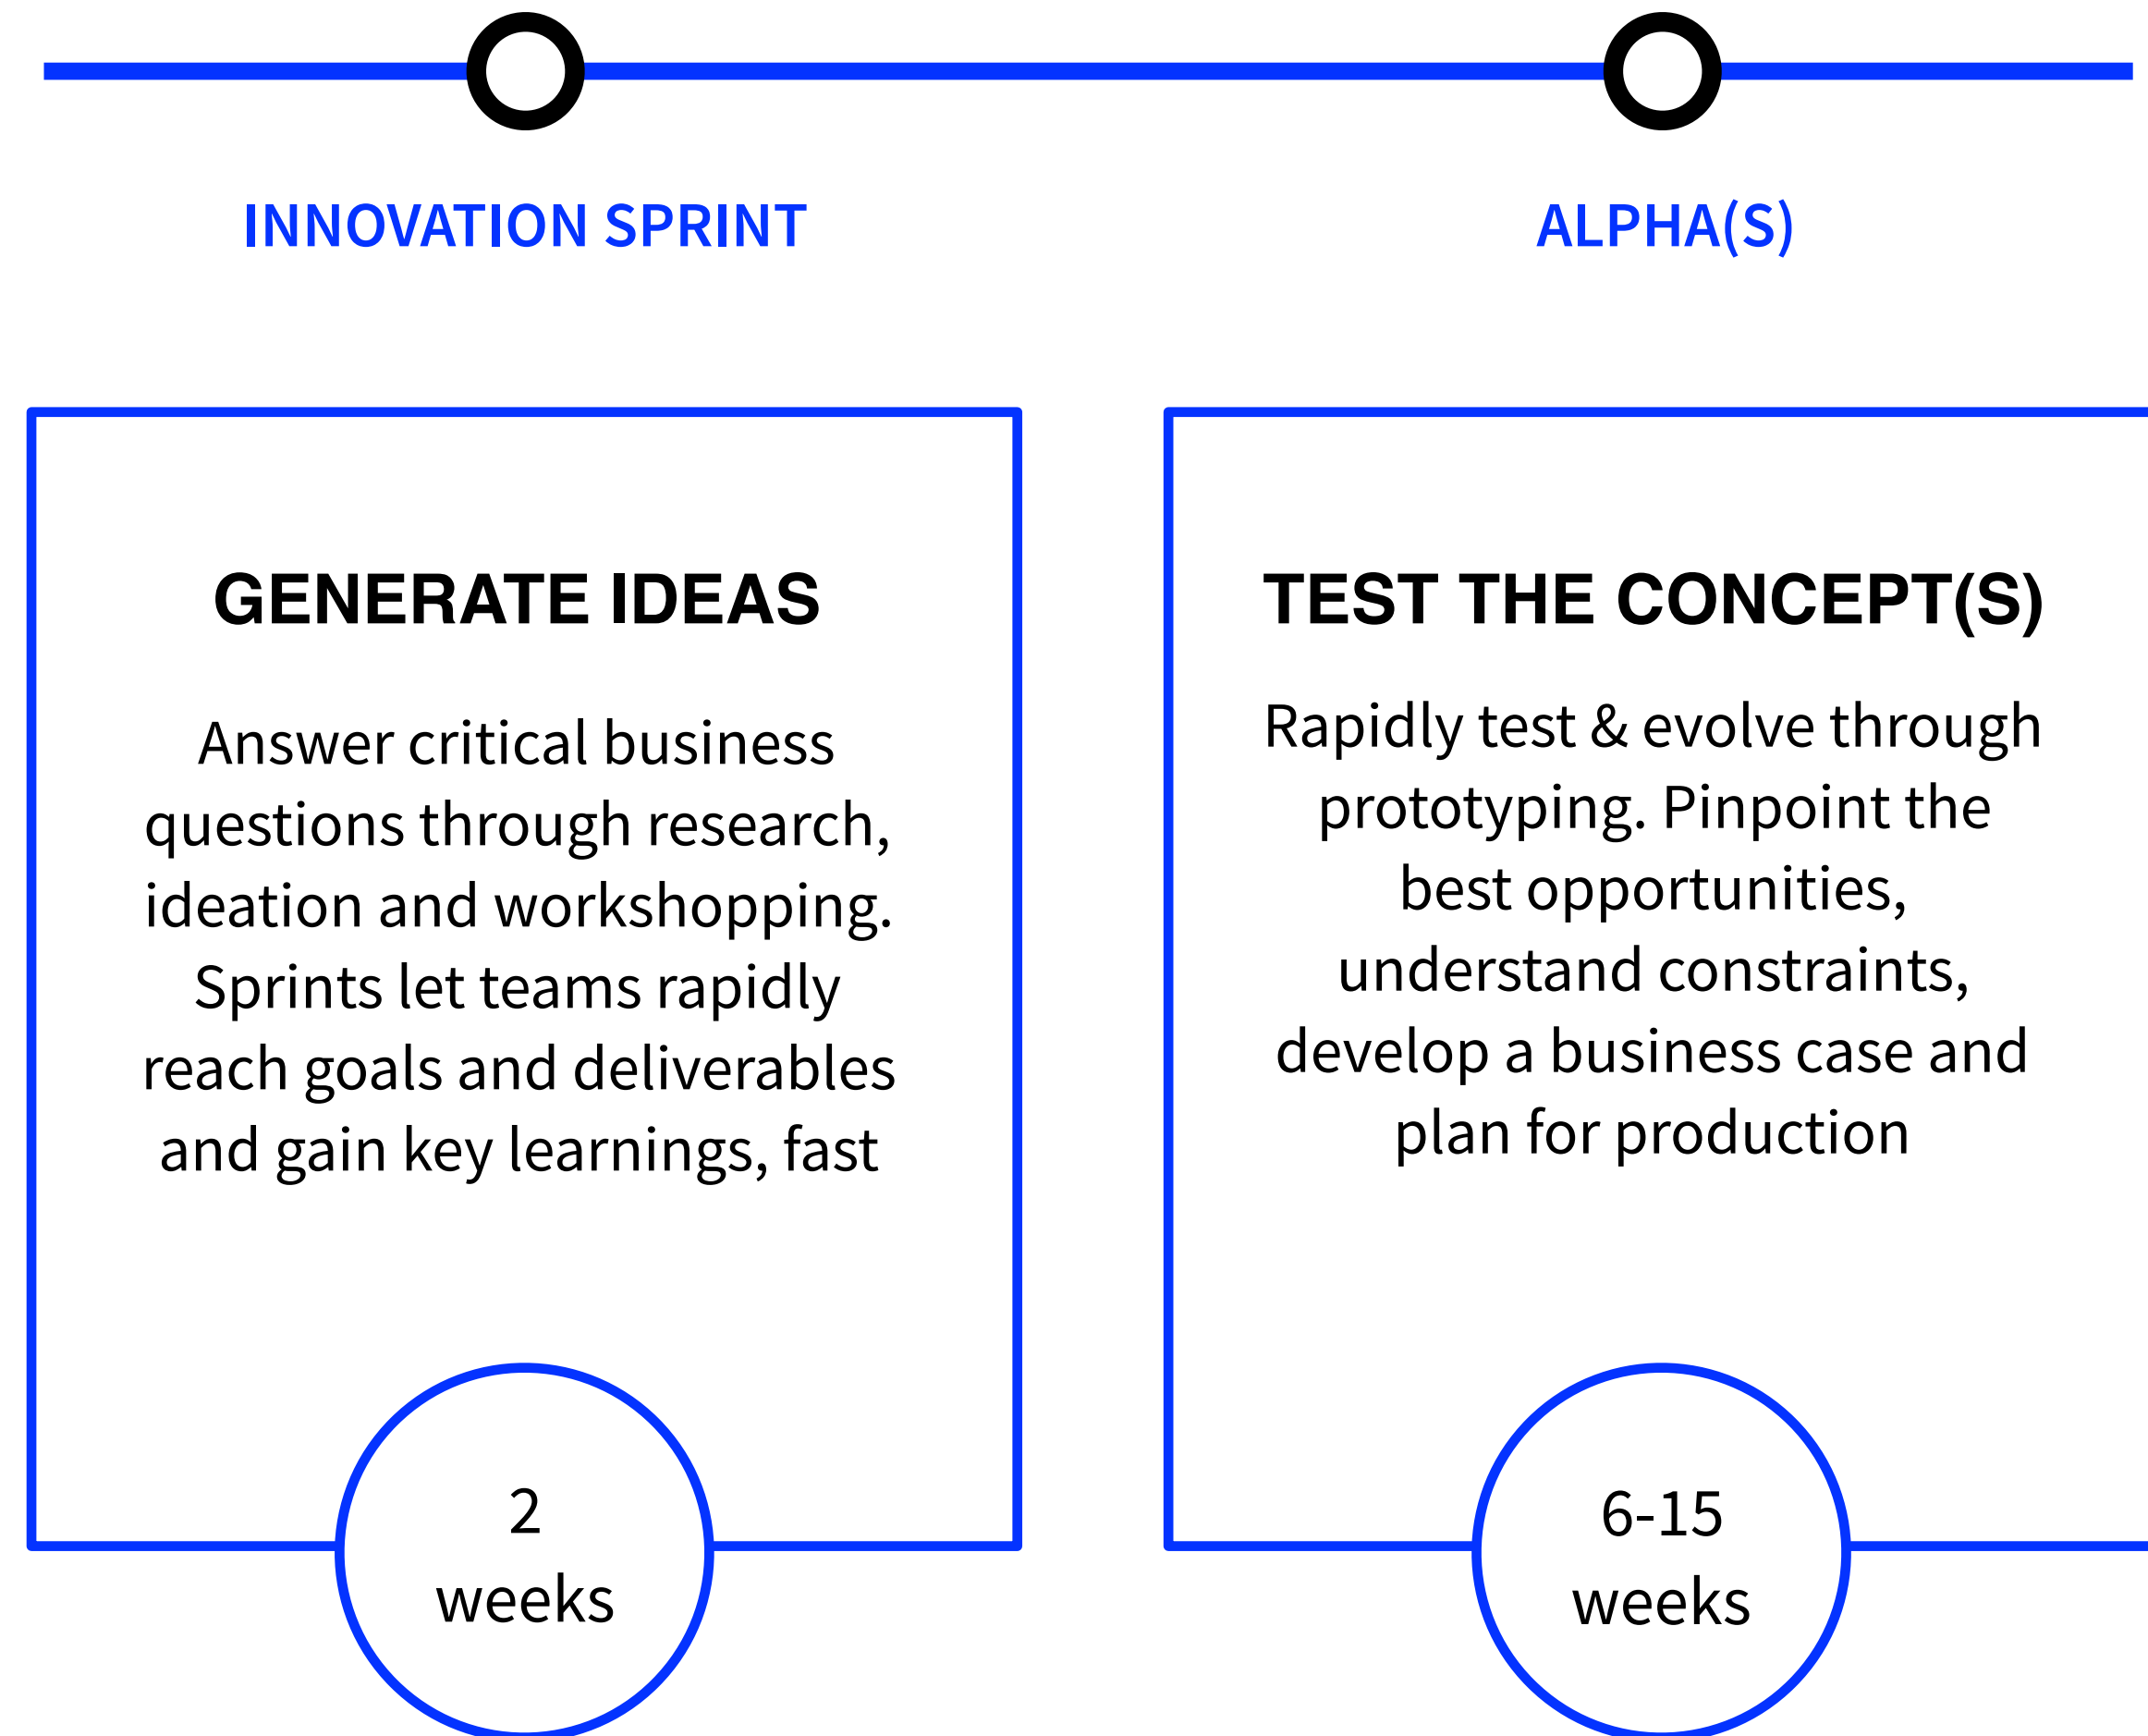 INNOVATION SPRINT
ALPHA(S)
GENERATE IDEAS
Answer critical business
questions through research,
ideation and workshopping.
Sprints let teams rapidly
reach goals and deliverables
and gain key learnings, fast
2
weeks
TEST THE CONCEPT(S)
Rapidly test & evolve through
prototyping. Pinpoint the
best opportunities,
understand constraints,
develop a business case and
plan for production
6-15
weeks